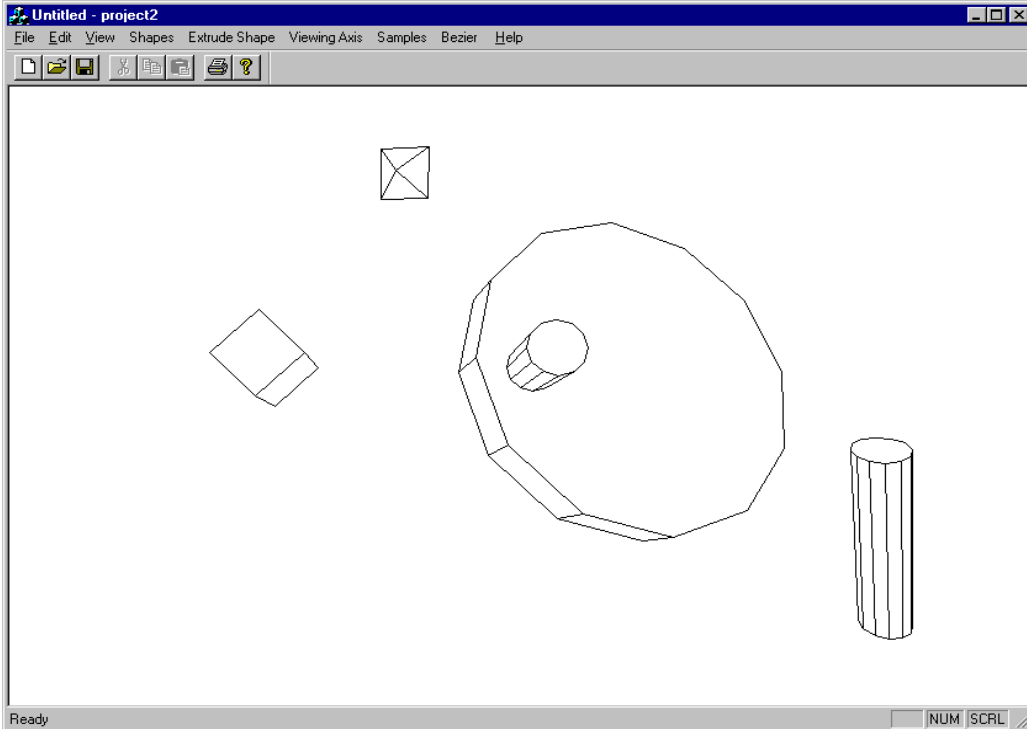 Untitled - project2
File Edit View Shapes Extrude Shape Viewing Axis Samples Bezier Help
?
Ready NUM SCRL